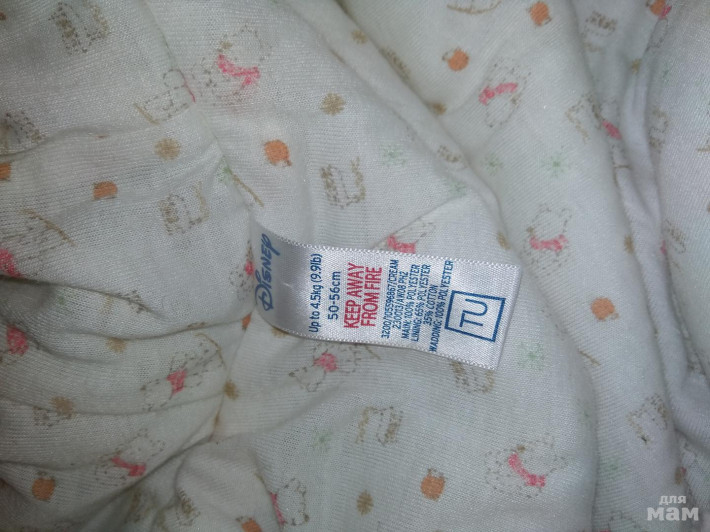 DISNEY
Up to 4.5kg (9.9lb)
50-56cm
KEEP AWAY
FROM FIRE
MAIN: 100% POLYESTER
LINING: 65% POLYESTER
35% COTTON
WADDING: 100% POLYESTER
TU
для
мам